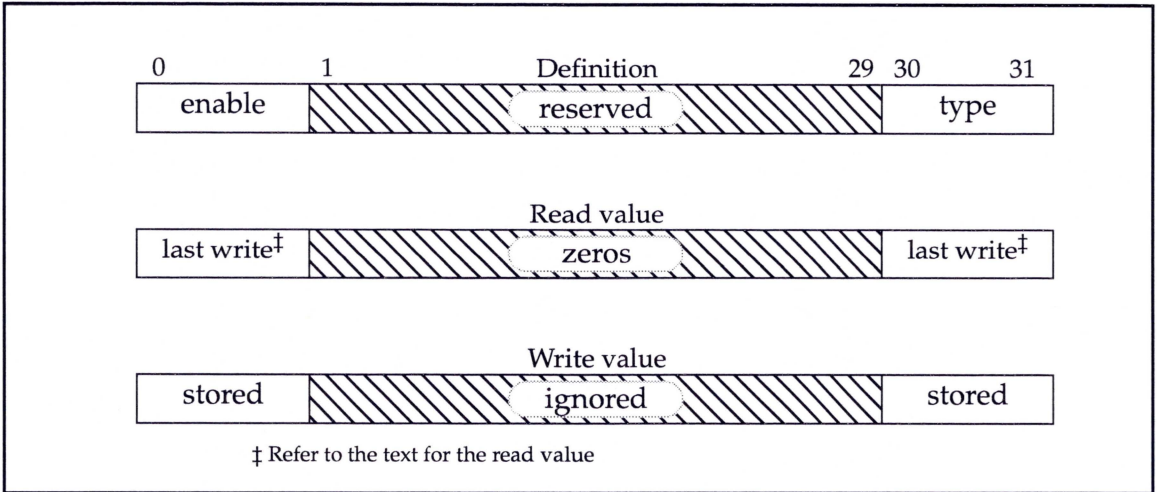 0 1 Definition 29 30 31
enable reserved type
Read value
last write‡ zeros last write‡
Write value
stored ignored stored
‡ Refer to the text for the read value